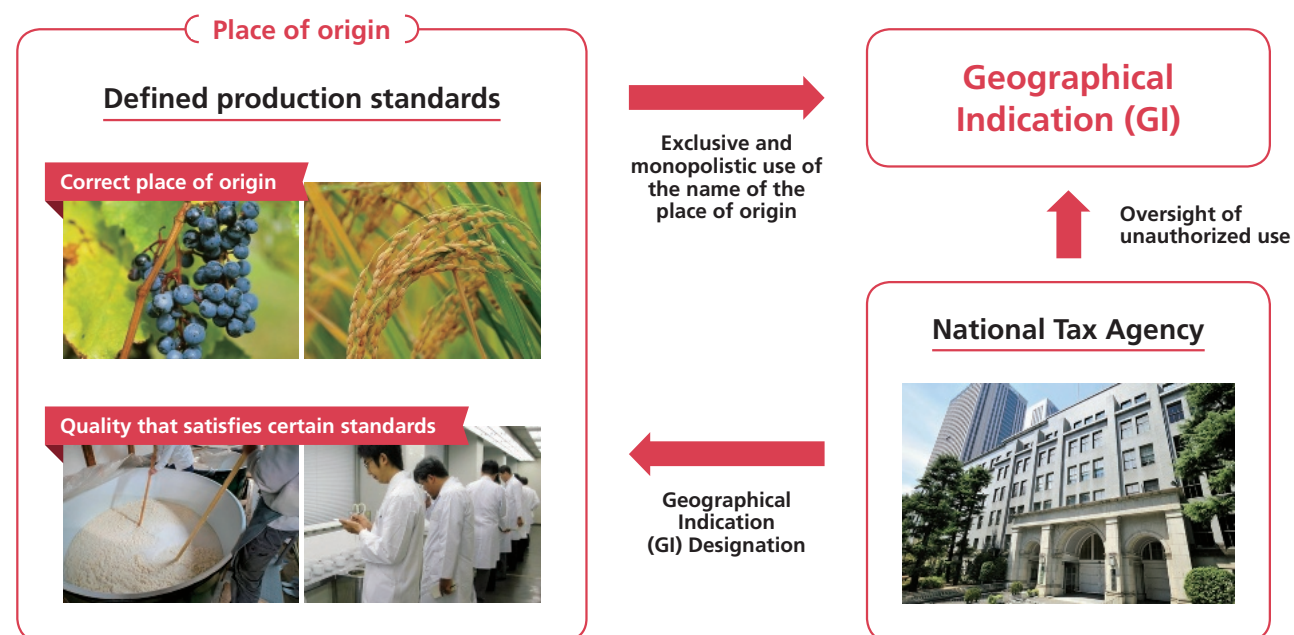 Place of origin
Defined production standards
Correct place of origin
Quality that satisfies certain standards
Exclusive and
monopolistic use of
the name of the
place of origin
Geographical
Indication
(GI) Designation
Geographical
Indication (GI)
Oversight of
unauthorized use
National Tax Agency